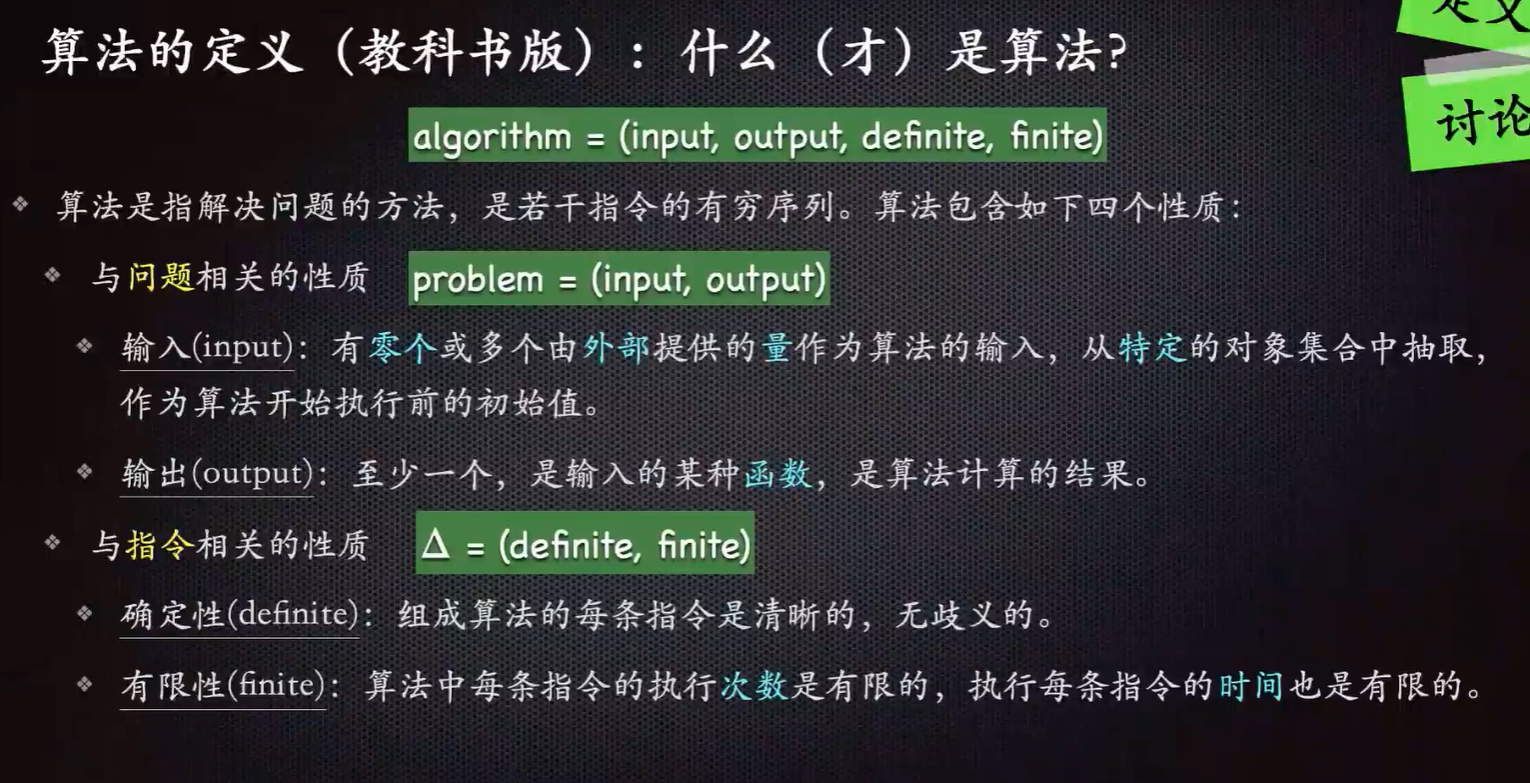 算法的定义（教科书版）：什么（才）是算法?
定义
讨论
algorithm = (input, output, definite, finite)
❖ 算法是指解决问题的方法，是若干指令的有穷序列。算法包含如下四个性质：
❖ 与问题相关的性质 problem = (input, output)
❖ 输入(input)：有零个或多个由外部提供的量作为算法的输入，从特定的对象集合中抽取，
作为算法开始执行前的初始值。
❖ 输出(output)：至少一个，是输入的某种函数，是算法计算的结果。
❖ 与指令相关的性质 Δ = (definite, finite)
❖ 确定性(definite)：组成算法的每条指令是清晰的，无歧义的。
❖ 有限性(finite)：算法中每条指令的执行次数是有限的，执行每条指令的时间也是有限的。